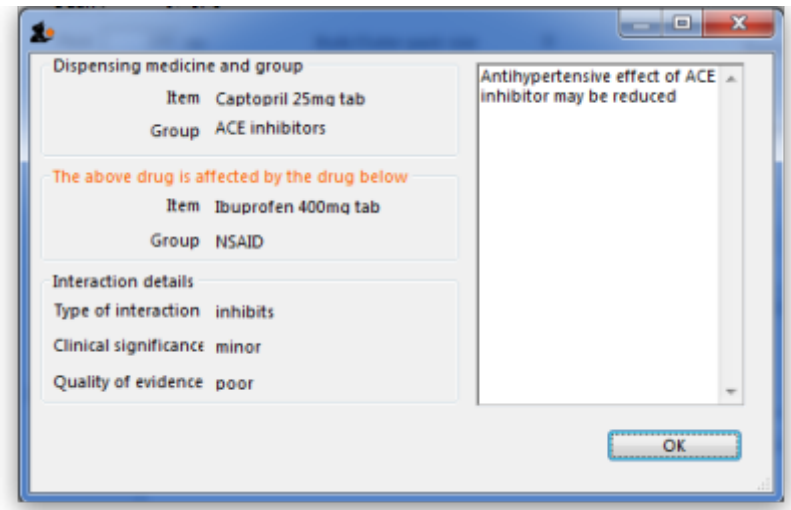 Dispensing medicine and group
Item Captopril 25mg tab
Group ACE inhibitors
The above drug is affected by the drug below
Item Ibuprofen 400mg tab
Group NSAID
Interaction details
Type of interaction inhibits
Clinical significance minor
Quality of evidence poor
Antihypertensive effect of ACE
inhibitor may be reduced
OK